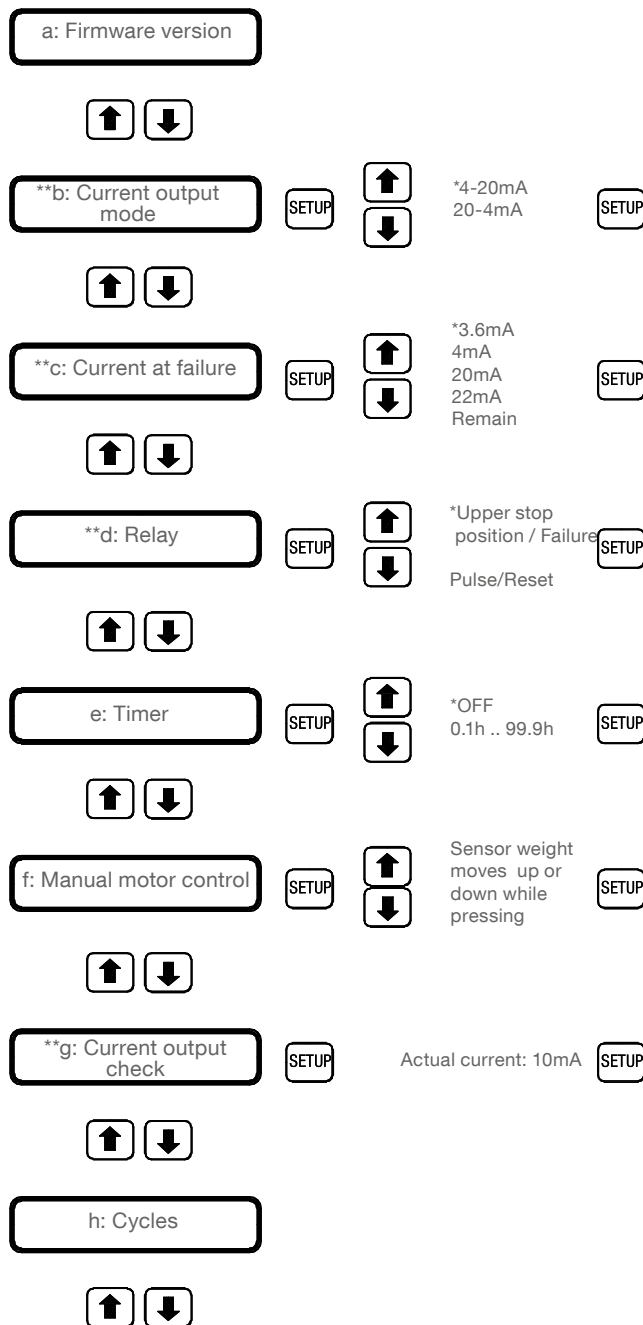 a: Firmware version
**b: Current output
mode
SETUP
*4-20mA
20-4mA
SETUP
**c: Current at failure
SETUP
*3.6mA
4mA
20mA
22mA
Remain
SETUP
**d: Relay
SETUP
*Upper stop
position / Failure
Pulse/Reset
SETUP
e: Timer
SETUP
*OFF
0.1h .. 99.9h
SETUP
f: Manual motor control
SETUP
Sensor weight
moves up or
down while
pressing
SETUP
**g: Current output
check
SETUP
Actual current: 10mA
SETUP
h: Cycles